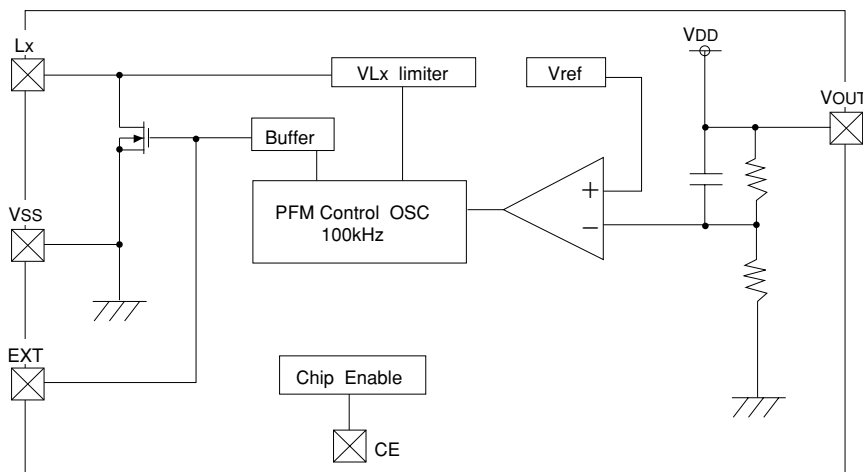 Lx
VDD
VLx limiter
Vref
VOUT
Buffer
+
PFM Control OSC
100kHz
−
VSS
EXT
Chip Enable
CE